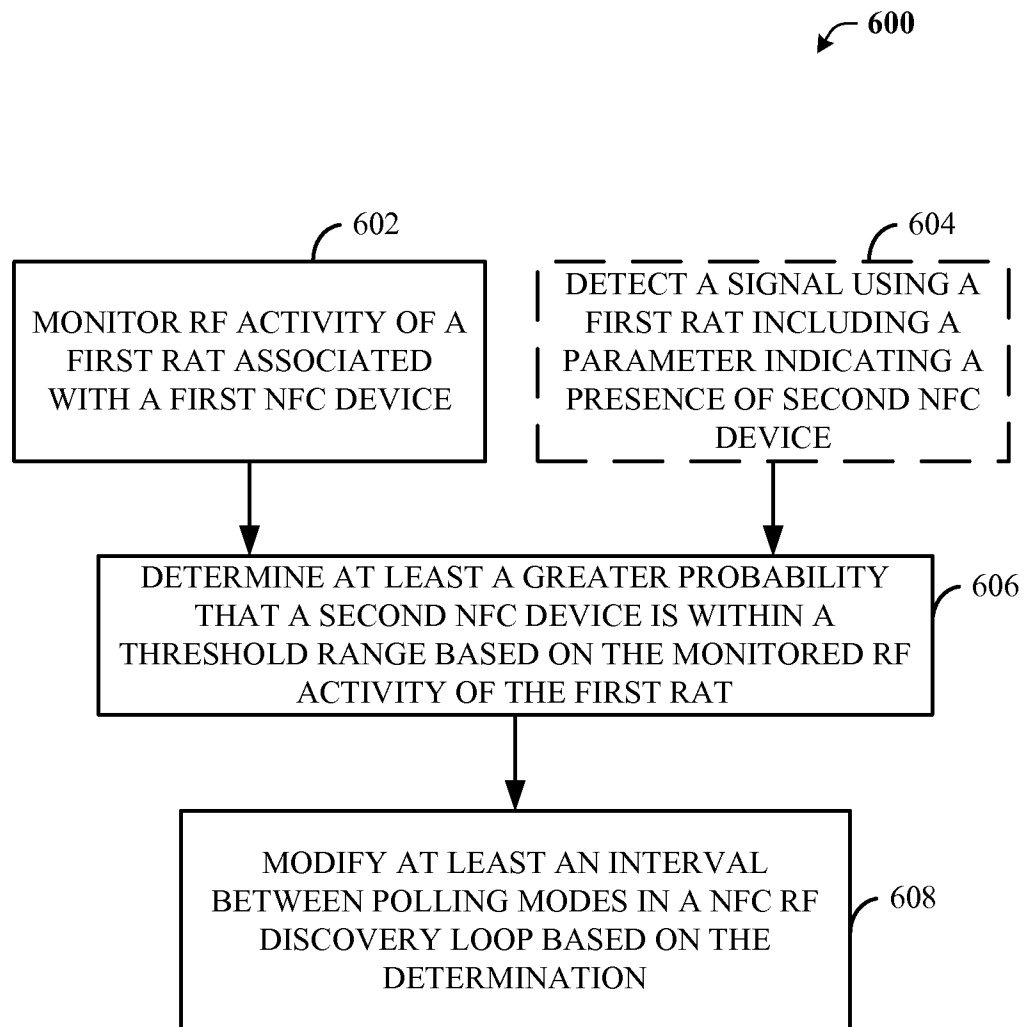 600
602
MONITOR RF ACTIVITY OF A
FIRST RAT ASSOCIATED
WITH A FIRST NFC DEVICE
604
DETECT A SIGNAL USING A
FIRST RAT INCLUDING A
PARAMETER INDICATING A
PRESENCE OF SECOND NFC
DEVICE
DETERMINE AT LEAST A GREATER PROBABILITY
THAT A SECOND NFC DEVICE IS WITHIN A
THRESHOLD RANGE BASED ON THE MONITORED RF
ACTIVITY OF THE FIRST RAT
606
MODIFY AT LEAST AN INTERVAL
BETWEEN POLLING MODES IN A NFC RF
DISCOVERY LOOP BASED ON THE
DETERMINATION
608